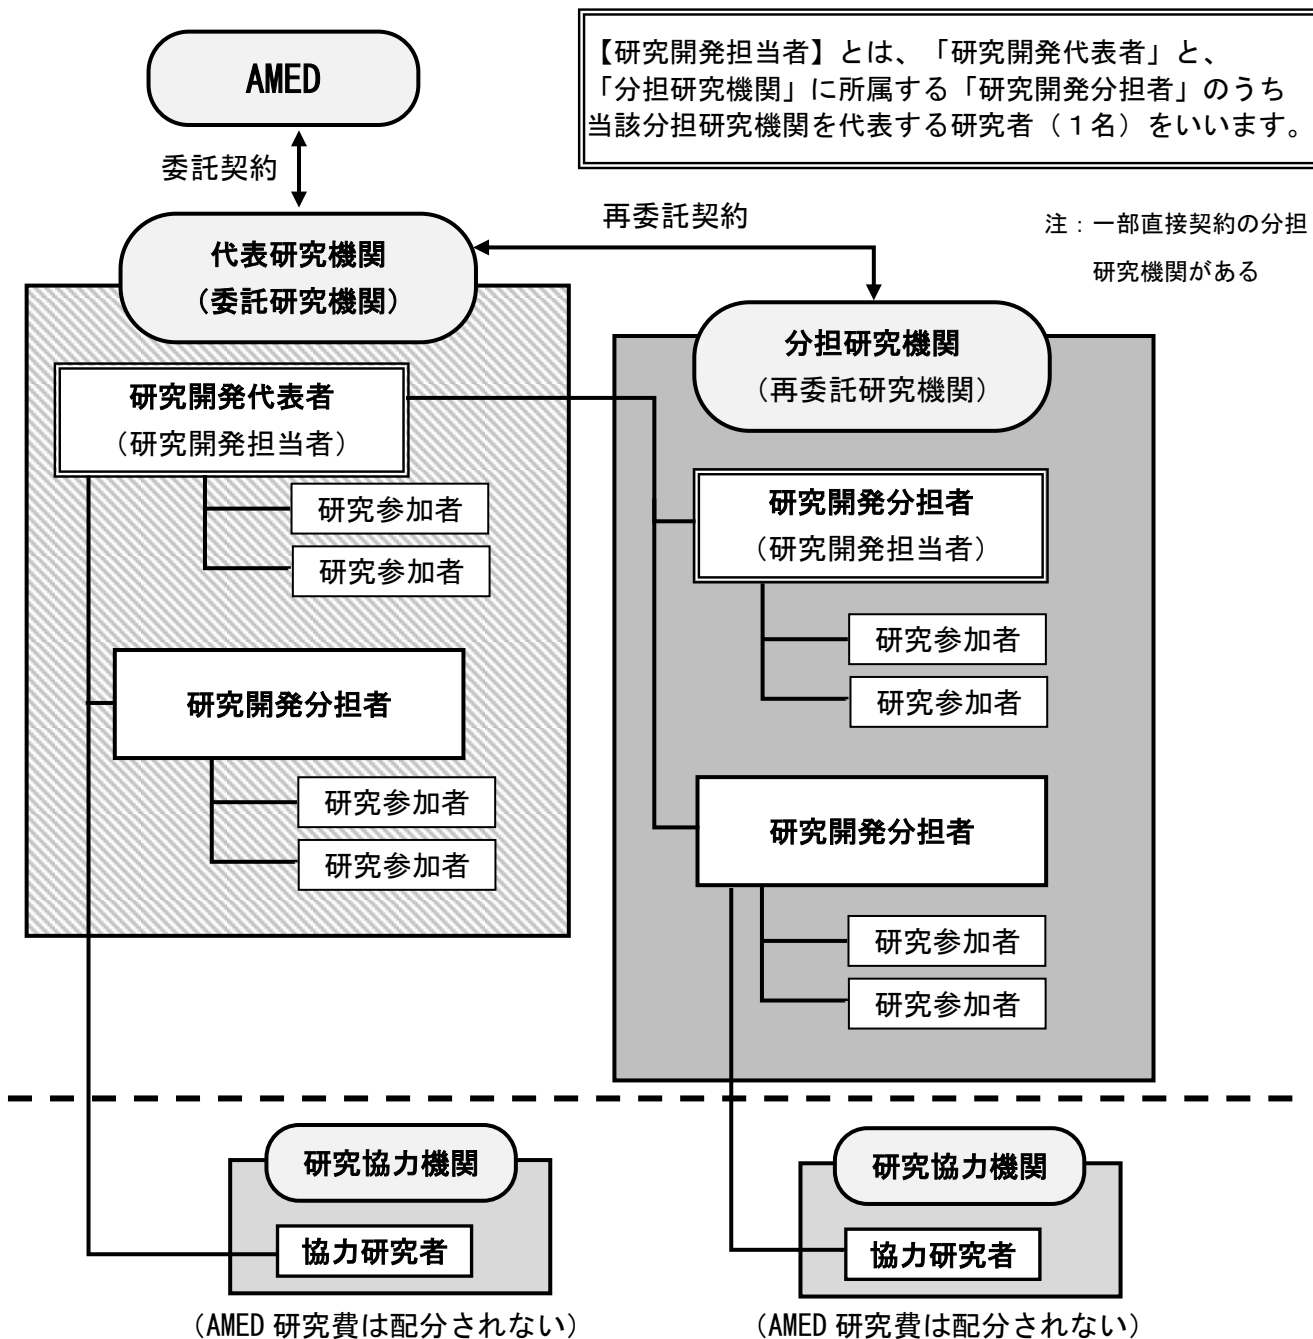 AMED
【研究開発担当者】とは、「研究開発代表者」と、
「分担研究機関」に所属する「研究開発分担者」のうち
当該分担研究機関を代表する研究者（１名）をいいます。
委託契約
再委託契約
注：一部直接契約の分担
研究機関がある
代表研究機関
（委託研究機関）
研究開発代表者
（研究開発担当者）
研究参加者
研究参加者
研究開発分担者
研究参加者
研究参加者
分担研究機関
（再委託研究機関）
研究開発分担者
（研究開発担当者）
研究参加者
研究参加者
研究開発分担者
研究参加者
研究参加者
研究協力機関
協力研究者
（AMED 研究費は配分されない）
研究協力機関
協力研究者
（AMED 研究費は配分されない）